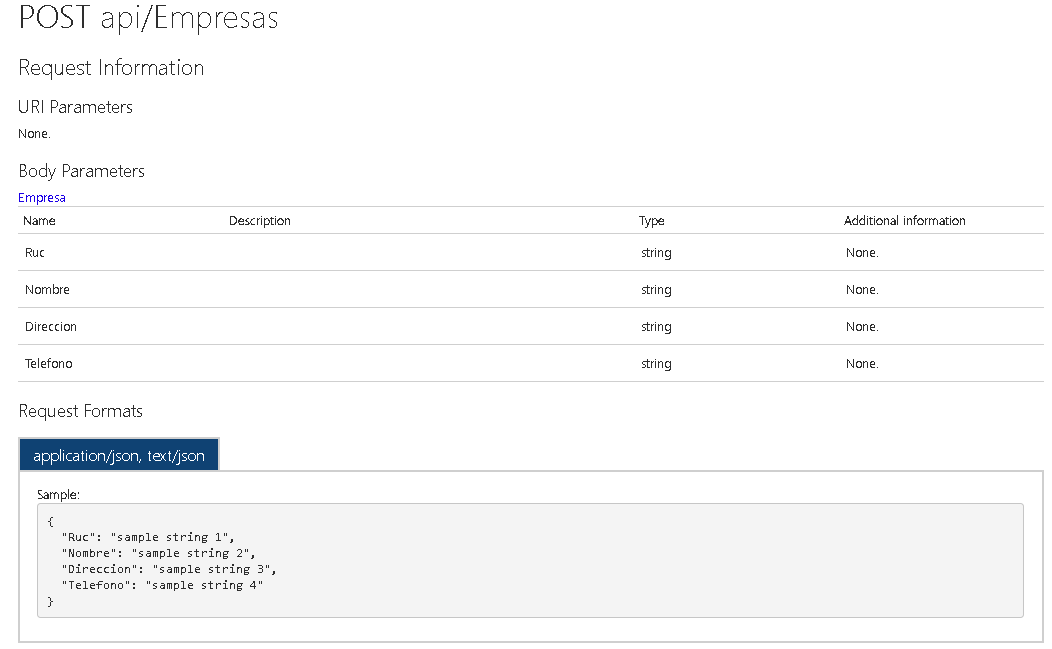 POST api/Empresas
Request Information
URI Parameters
None.
Body Parameters
Empresa
Name Description Type Additional information
Ruc string None.
Nombre string None.
Direccion string None.
Telefono string None.
Request Formats
application/json, text/json
Sample:
{
  "Ruc": "sample string 1",
  "Nombre": "sample string 2",
  "Direccion": "sample string 3",
  "Telefono": "sample string 4"
}